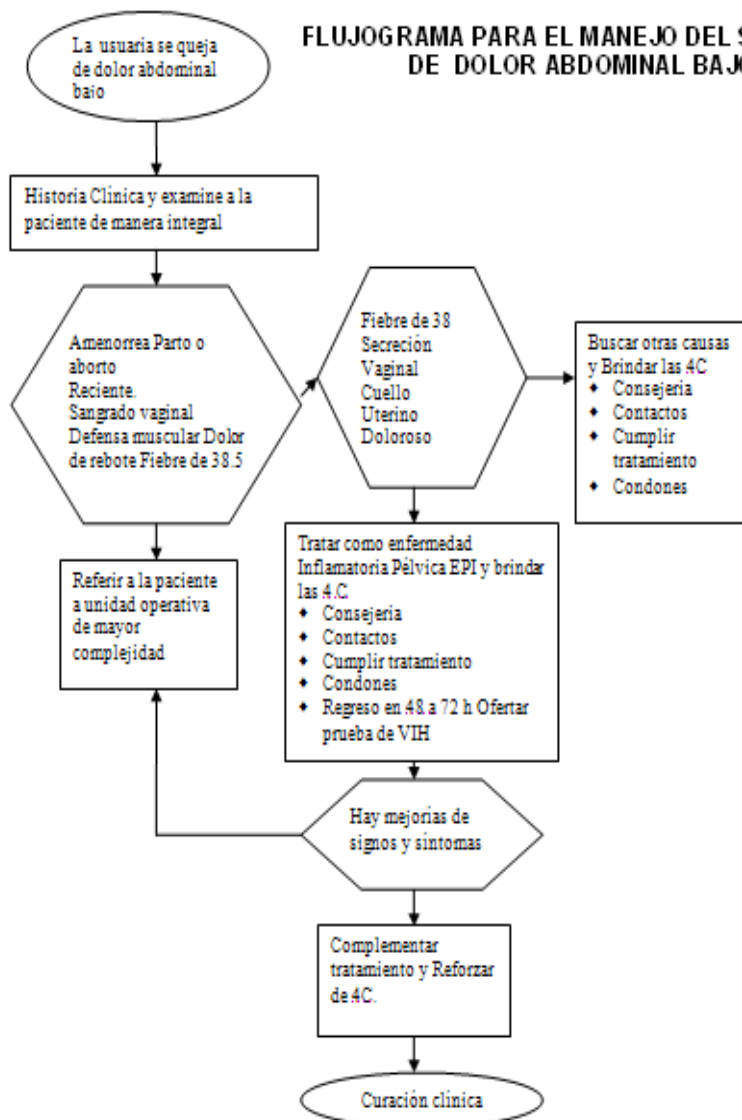 FLUJOGRAMA PARA EL MANEJO DEL
DE DOLOR ABDOMINAL BAJO
La usuaria se queja
de dolor abdominal
bajo
Historia Clínica y examine a la
paciente de manera integral
Amenorrea Parto o
aborto
Reciente.
Sangrado vaginal
Defensa muscular Dolor
de rebote Fiebre de 38.5
Fiebre de 38
Secreción
Vaginal
Cuello
Uterino
Doloroso
Buscar otras causas
y Brindar las 4C
♦ Consejeria
♦ Contactos
♦ Cumplir
tratamiento
♦ Condones
Referir a la paciente
a unidad operativa
de mayor
complejidad
Tratar como enfermedad
Inflamatoria Pélvica EPI y brindar
las 4.C.
♦ Consejeria
♦ Contactos
♦ Cumplir tratamiento
♦ Condones
♦ Regreso en 48 a 72 h Ofertar
prueba de VIH
Hay mejorias de
signos y sintomas
Complementar
tratamiento y Reforzar
de 4C.
Curación clínica